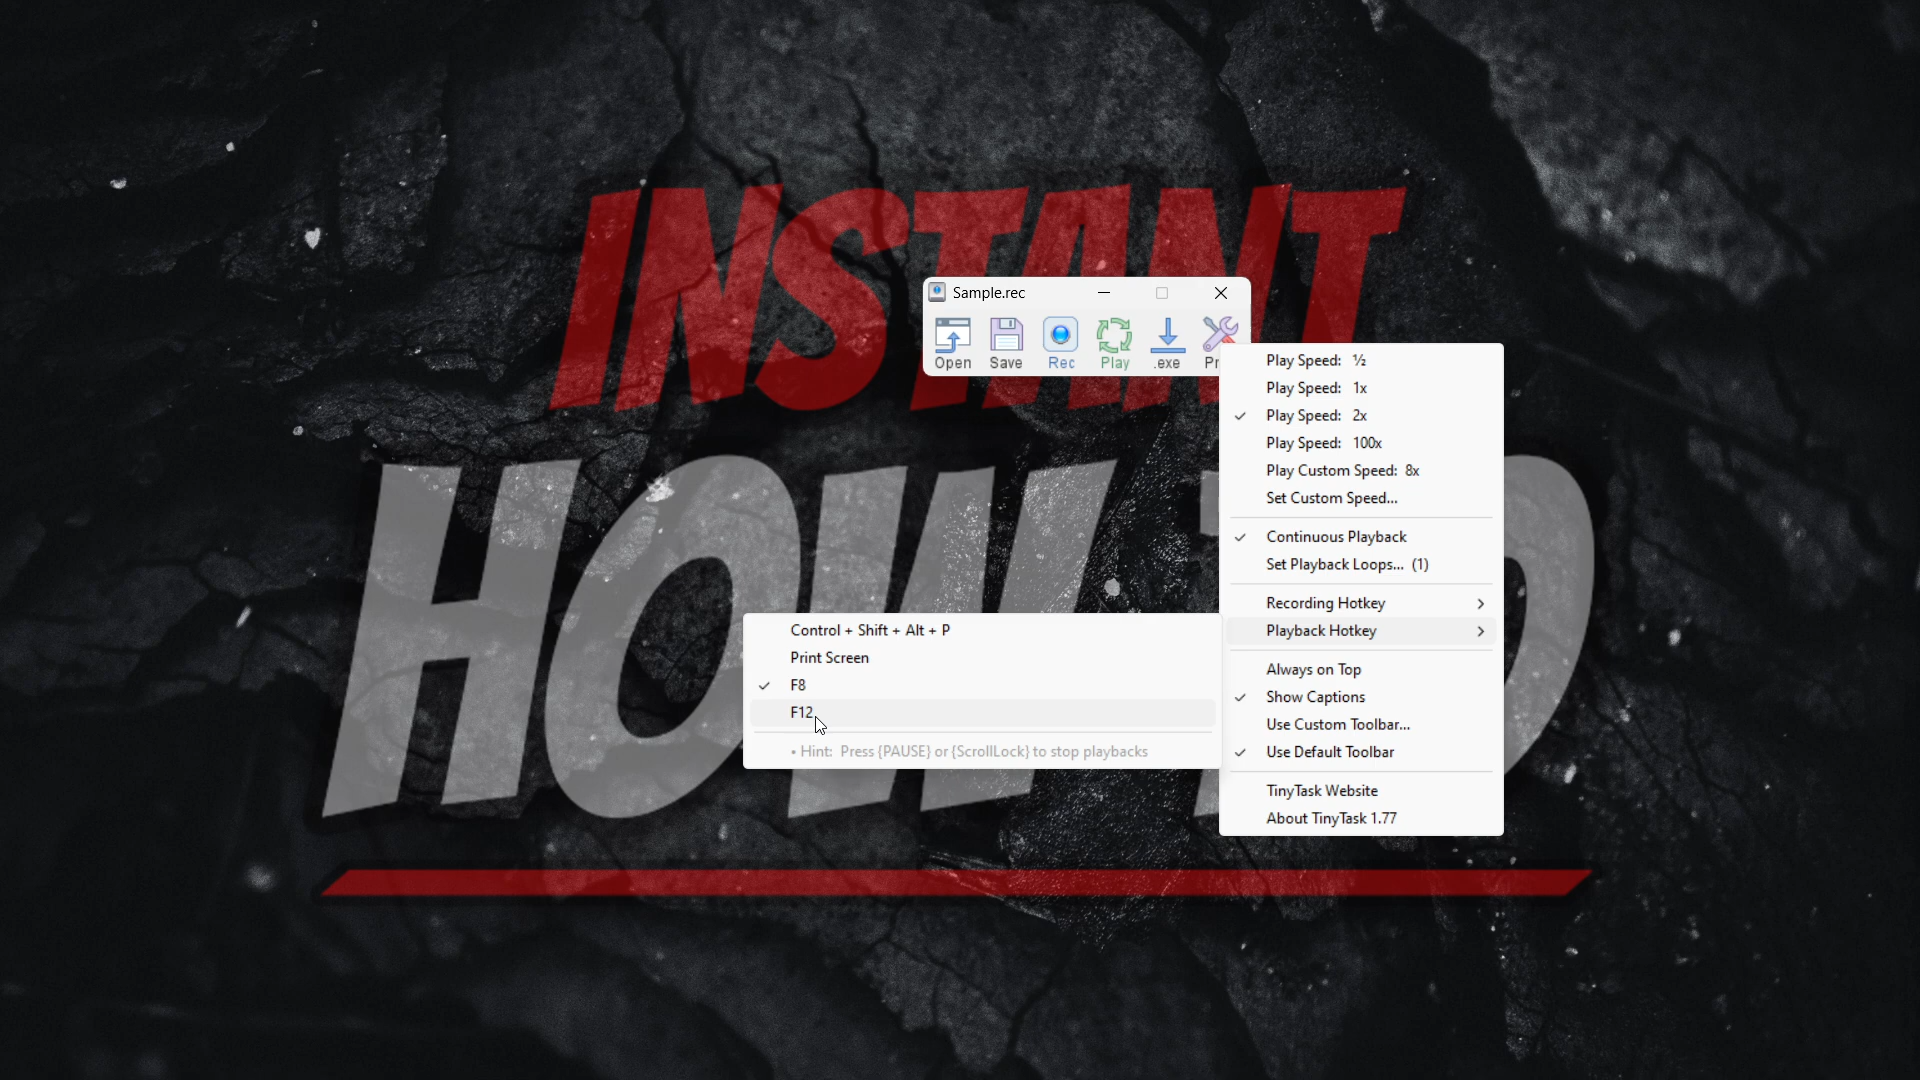 INSTANT
HOW
Sample.rec
Open Save Rec Play .exe Pr
Play Speed: ½
Play Speed: 1x
Play Speed: 2x
Play Speed: 100x
Play Custom Speed: 8x
Set Custom Speed...
Continuous Playback
Set Playback Loops... (1)
Recording Hotkey
Playback Hotkey
Always on Top
Show Captions
Use Custom Toolbar...
Use Default Toolbar
TinyTask Website
About TinyTask 1.77
Control + Shift + Alt + P
Print Screen
F8
F12
• Hint: Press {PAUSE} or {ScrollLock} to stop playbacks